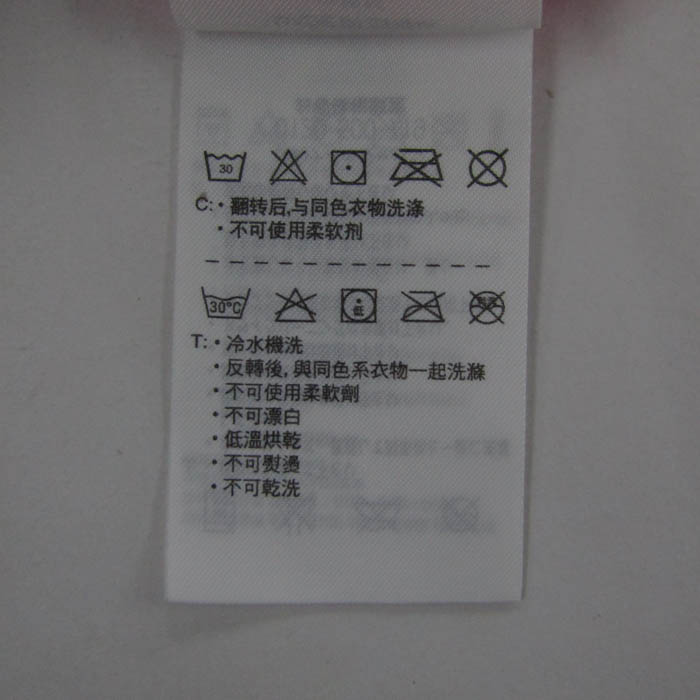 30
C:・翻转后,与同色衣物洗涤
・不可使用柔软剂
30°C
低
T:・冷水機洗
・反轉後, 與同色系衣物一起洗滌
・不可使用柔軟劑
・不可漂白
・低溫烘乾
・不可熨燙
・不可乾洗